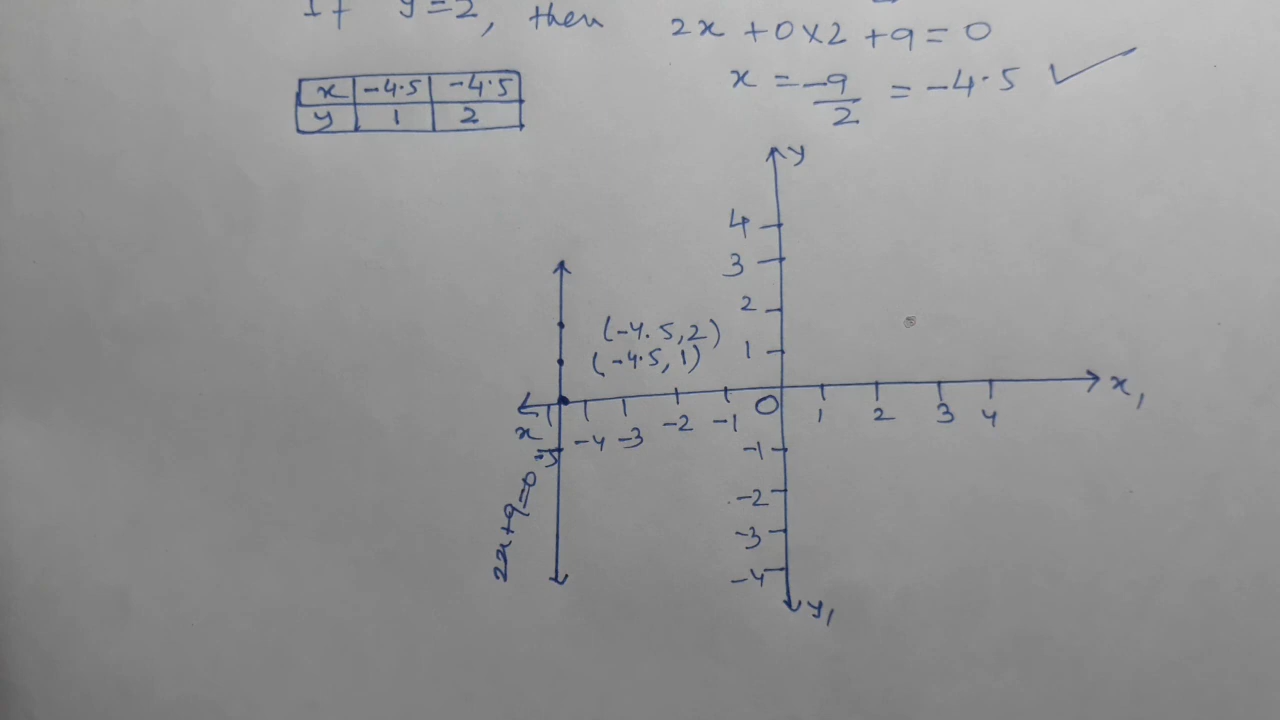 If y=2, then 2x+0×2+9=0
x = -9/2 = -4.5 ✓
x -4.5 -4.5
y 1 2
y
4
3
2
1
(-4.5,2)
(-4.5,1)
x -4 -3 -2 -1 O 1 2 3 4 x,
-1
-2
-3
-4
y,
2x+9=0